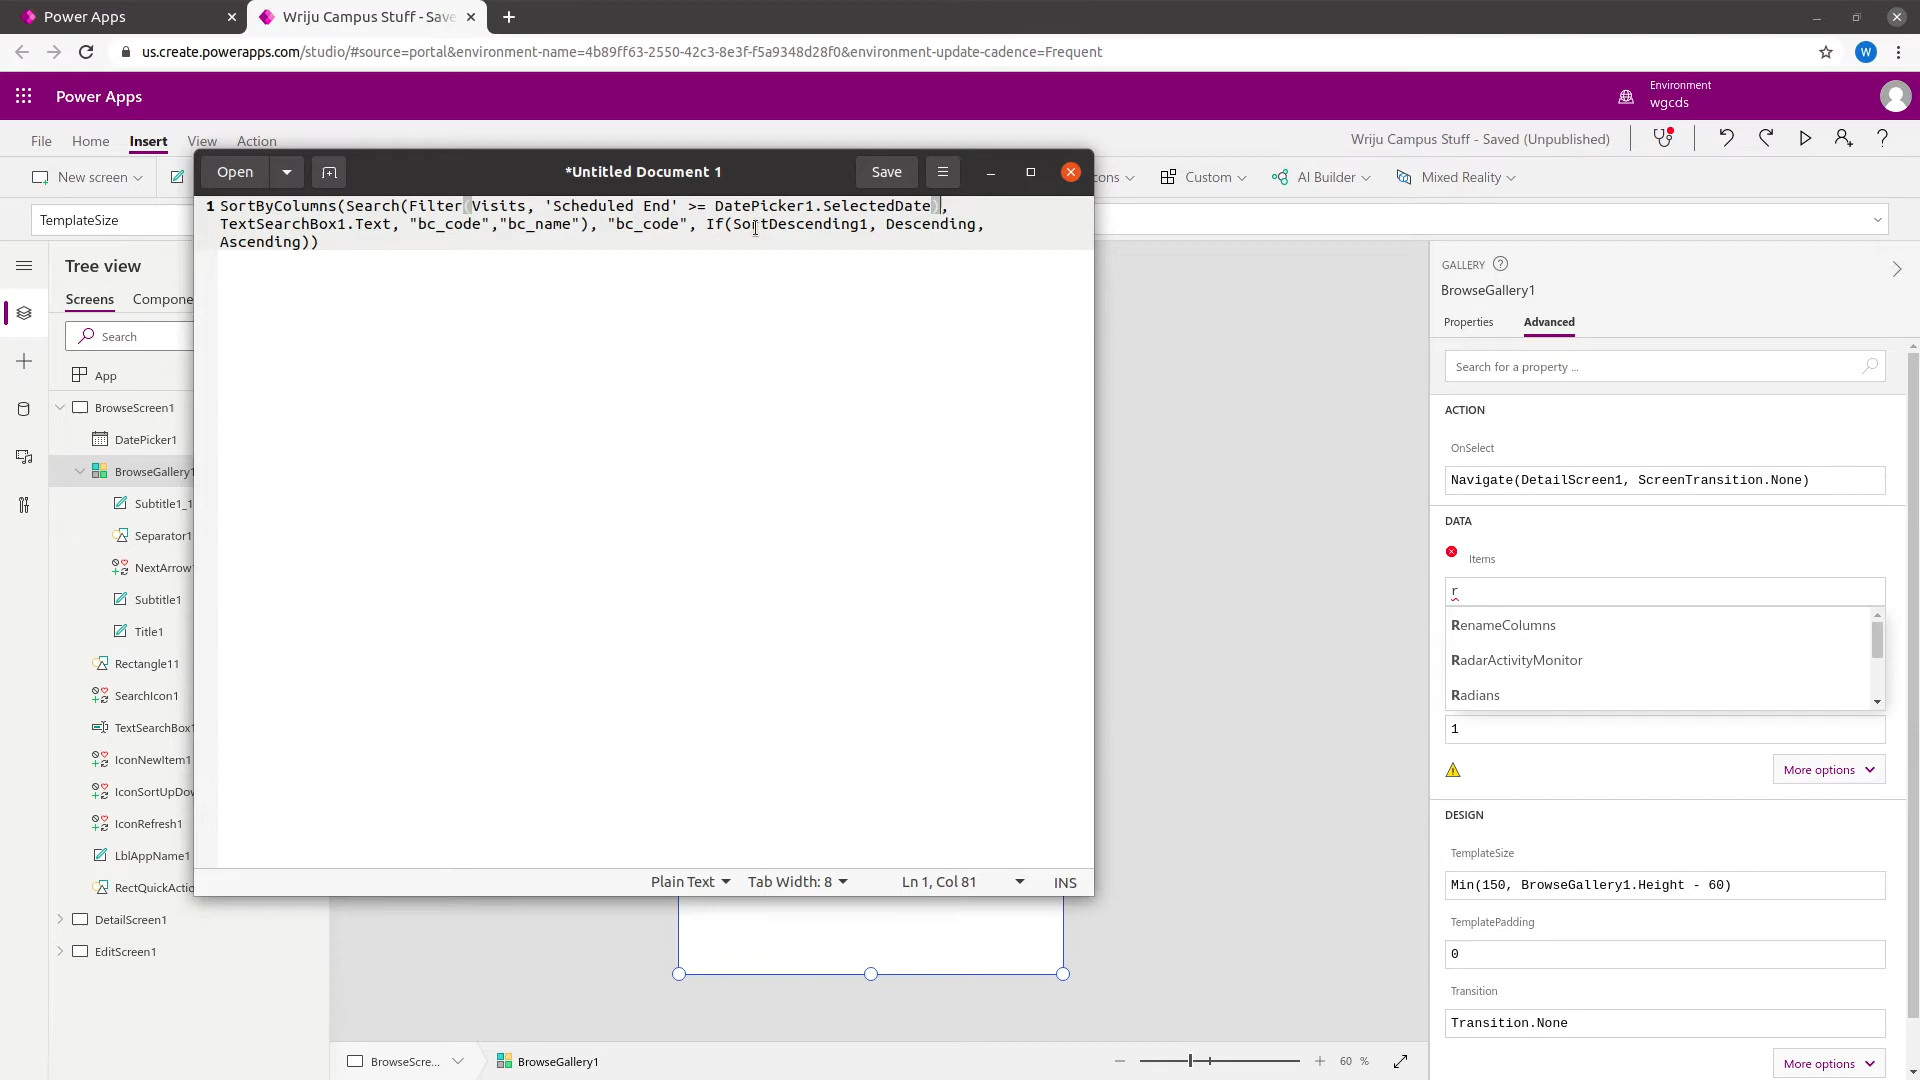 Power Apps
Wriju Campus Stuff - Save
us.create.powerapps.com/studio/#source=portal&environment-name=4b89ff63-2550-42c3-8e3f-f5a9348d28f0&environment-update-cadence=Frequent
W
Power Apps
Environment
wgcds
File Home Insert View Action
Wriju Campus Stuff - Saved (Unpublished)
New screen
cons
Custom
AI Builder
Mixed Reality
TemplateSize
Open
*Untitled Document 1
Save
1 SortByColumns(Search(Filter(Visits, 'Scheduled End' >= DatePicker1.SelectedDate),
TextSearchBox1.Text, "bc_code","bc_name"), "bc_code", If(SortDescending1, Descending,
Ascending))
Plain Text
Tab Width: 8
Ln 1, Col 81
INS
Tree view
Screens Compone
Search
App
BrowseScreen1
DatePicker1
BrowseGallery1
Subtitle1_1
Separator1
NextArrow
Subtitle1
Title1
Rectangle11
SearchIcon1
TextSearchBox1
IconNewItem1
IconSortUpDow
IconRefresh1
LblAppName1
RectQuickActio
DetailScreen1
EditScreen1
GALLERY
BrowseGallery1
Properties Advanced
Search for a property ...
ACTION
OnSelect
Navigate(DetailScreen1, ScreenTransition.None)
DATA
Items
r
RenameColumns
RadarActivityMonitor
Radians
1
More options
DESIGN
TemplateSize
Min(150, BrowseGallery1.Height - 60)
TemplatePadding
0
Transition
Transition.None
More options
BrowseScre...
BrowseGallery1
60 %